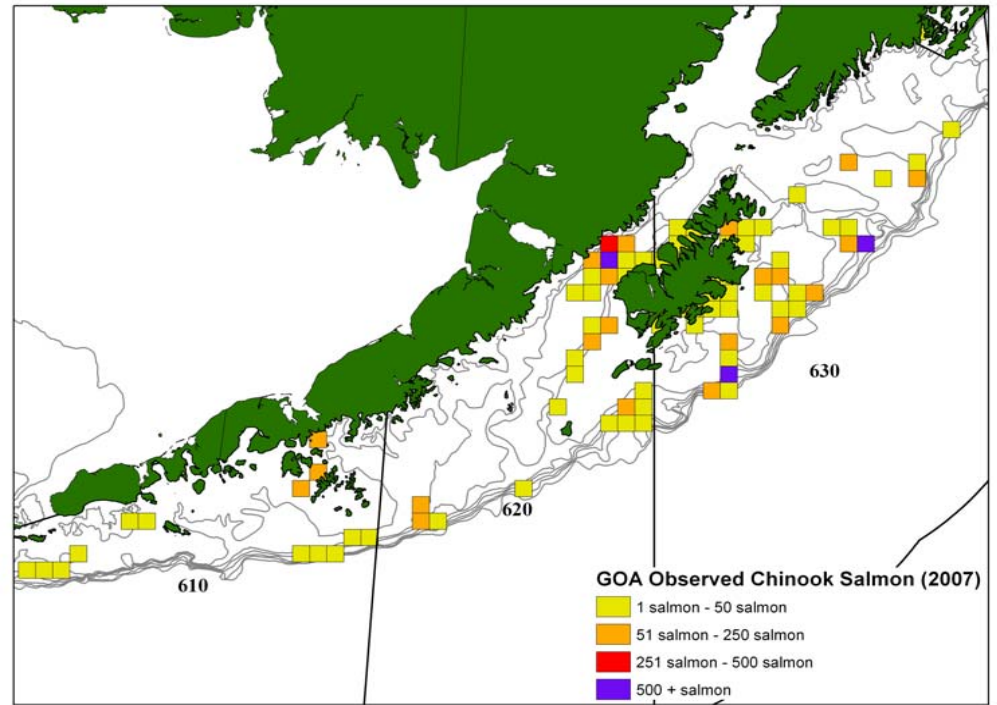 649
630
620
610
GOA Observed Chinook Salmon (2007)
1 salmon - 50 salmon
51 salmon - 250 salmon
251 salmon - 500 salmon
500 + salmon